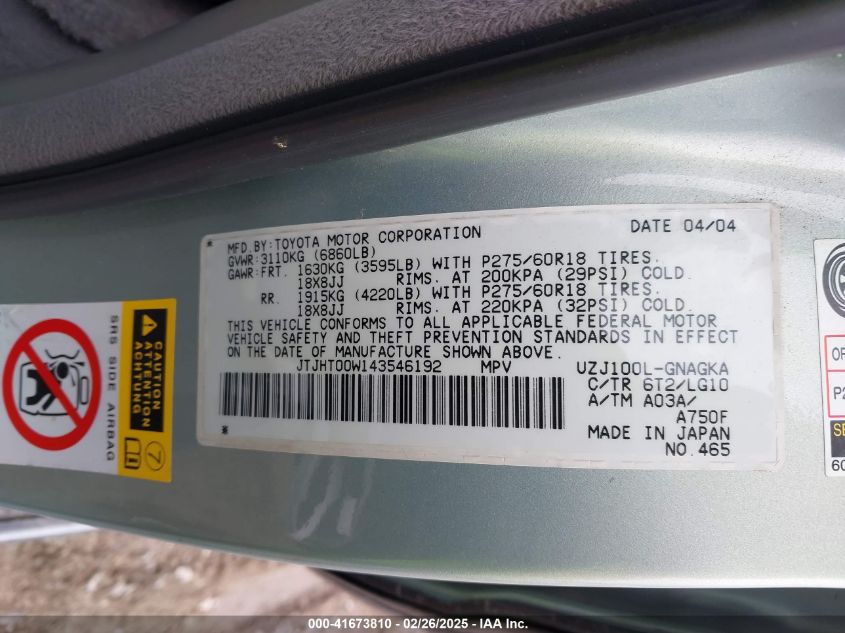 * MFD.BY:TOYOTA MOTOR CORPORATION DATE 04/04
GVWR:3110KG (6860LB)
GAWR:FRT. 1630KG (3595LB) WITH P275/60R18 TIRES.
18X8JJ RIMS. AT 200KPA (29PSI) COLD.
RR. 1915KG (4220LB) WITH P275/60R18 TIRES.
18X8JJ RIMS. AT 220KPA (32PSI) COLD.
THIS VEHICLE CONFORMS TO ALL APPLICABLE FEDERAL MOTOR
VEHICLE SAFETY AND THEFT PREVENTION STANDARDS IN EFFECT
ON THE DATE OF MANUFACTURE SHOWN ABOVE.
JTJHT00W143546192 MPV UZJ100L-GNAGKA
C/TR 6T2/LG10
A/TM A03A/
A750F
* MADE IN JAPAN
NO.465
SRS SIDE AIRBAG
CAUTION
ACHTUNG
7
000-41673810 - 02/26/2025 - IAA Inc.